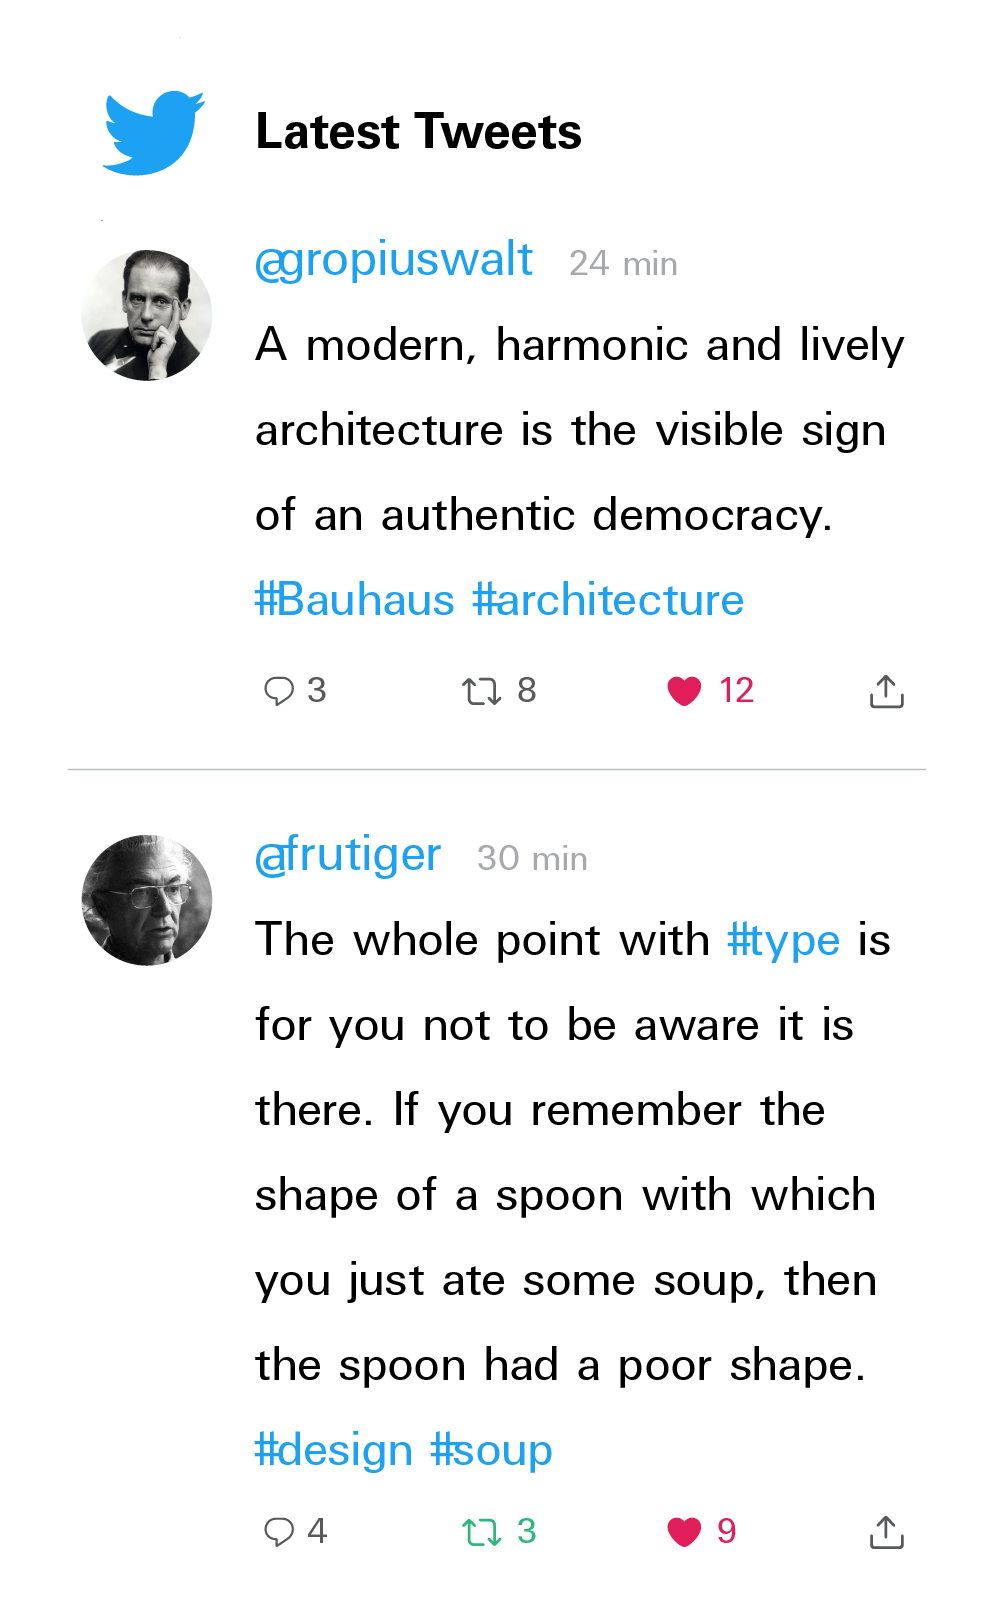 Latest Tweets
@gropiuswalt 24 min
A modern, harmonic and lively
architecture is the visible sign
of an authentic democracy.
#Bauhaus #architecture
3 8 12
@frutiger 30 min
The whole point with #type is
for you not to be aware it is
there. If you remember the
shape of a spoon with which
you just ate some soup, then
the spoon had a poor shape.
#design #soup
4 3 9